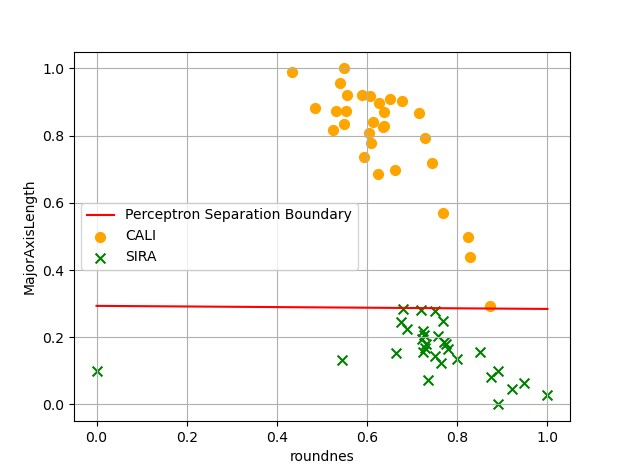 1.0
0.8
0.6
0.4
0.2
0.0
MajorAxisLength
Perceptron Separation Boundary
CALI
SIRA
0.0 0.2 0.4 0.6 0.8 1.0
roundnes